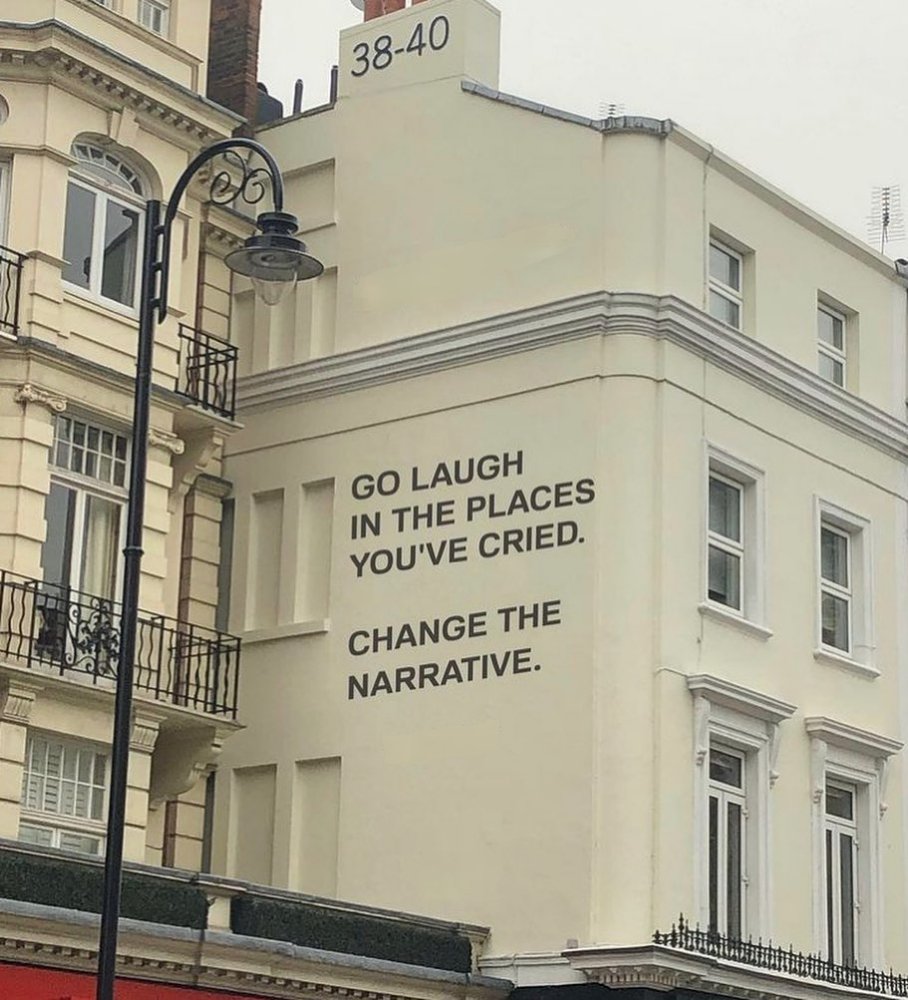 38-40
GO LAUGH
IN THE PLACES
YOU'VE CRIED.
CHANGE THE
NARRATIVE.